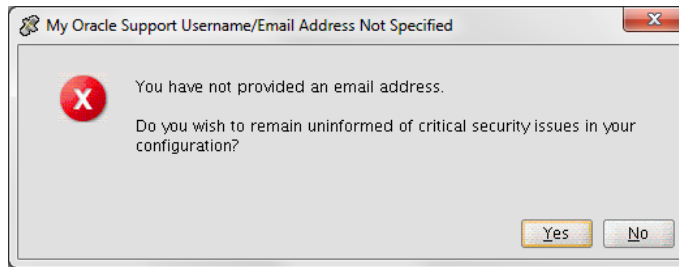 My Oracle Support Username/Email Address Not Specified
You have not provided an email address.
Do you wish to remain uninformed of critical security issues in your
configuration?
Yes
No